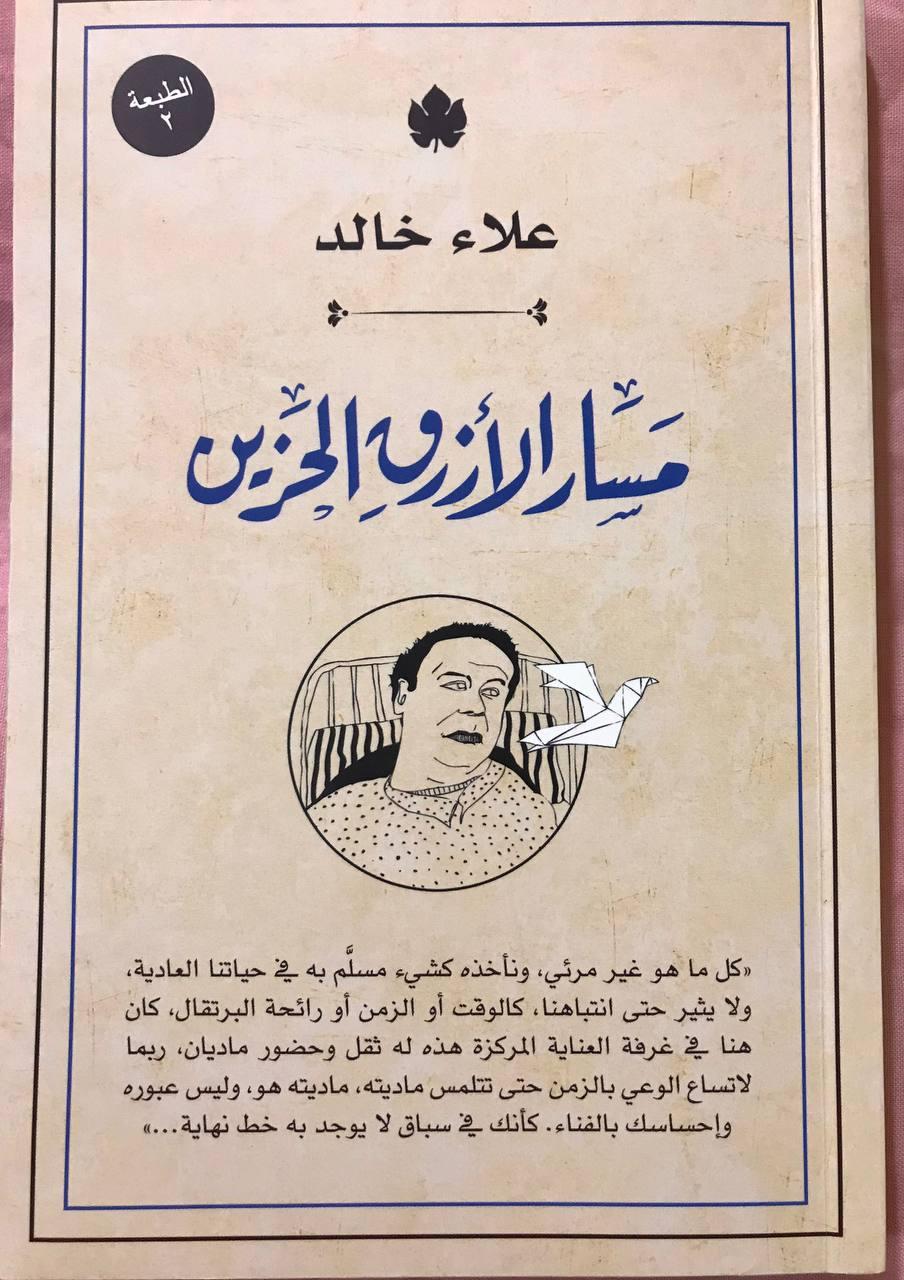 الطبعة
٢
علاء خالد
مسار الأزرق الحزين
«كل ما هو غير مرئي، ونأخذه كشيء مسلَّم به في حياتنا العادية،
ولا يثير حتى انتباهنا، كالوقت أو الزمن أو رائحة البرتقال، كان
هنا في غرفة العناية المركزة هذه له ثقل وحضور ماديان، ربما
لاتساع الوعي بالزمن حتى تتلمس ماديته، ماديته هو، وليس عبوره
وإحساسك بالفناء. كأنك في سباق لا يوجد به خط نهاية...»